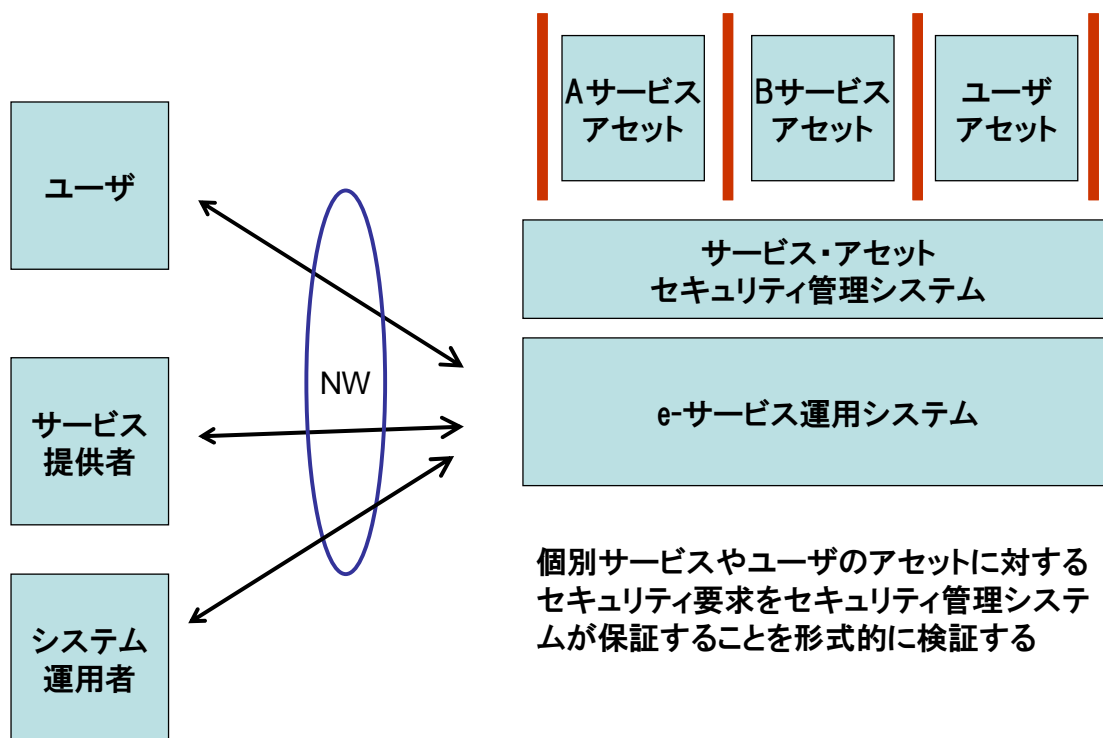 Aサービス
アセット
Bサービス
アセット
ユーザ
アセット
ユーザ
サービス・アセット
セキュリティ管理システム
NW
サービス
提供者
e-サービス運用システム
システム
運用者
個別サービスやユーザのアセットに対する
セキュリティ要求をセキュリティ管理システ
ムが保証することを形式的に検証する